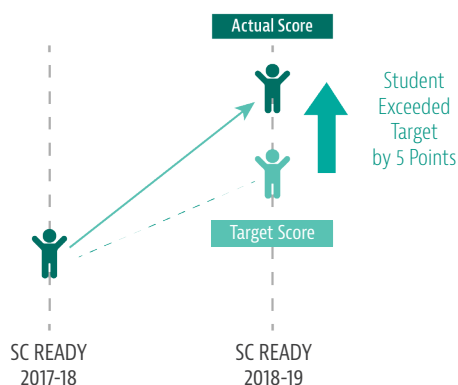 Actual Score
Student
Exceeded
Target
by 5 Points
Target Score
SC READY
2017-18
SC READY
2018-19